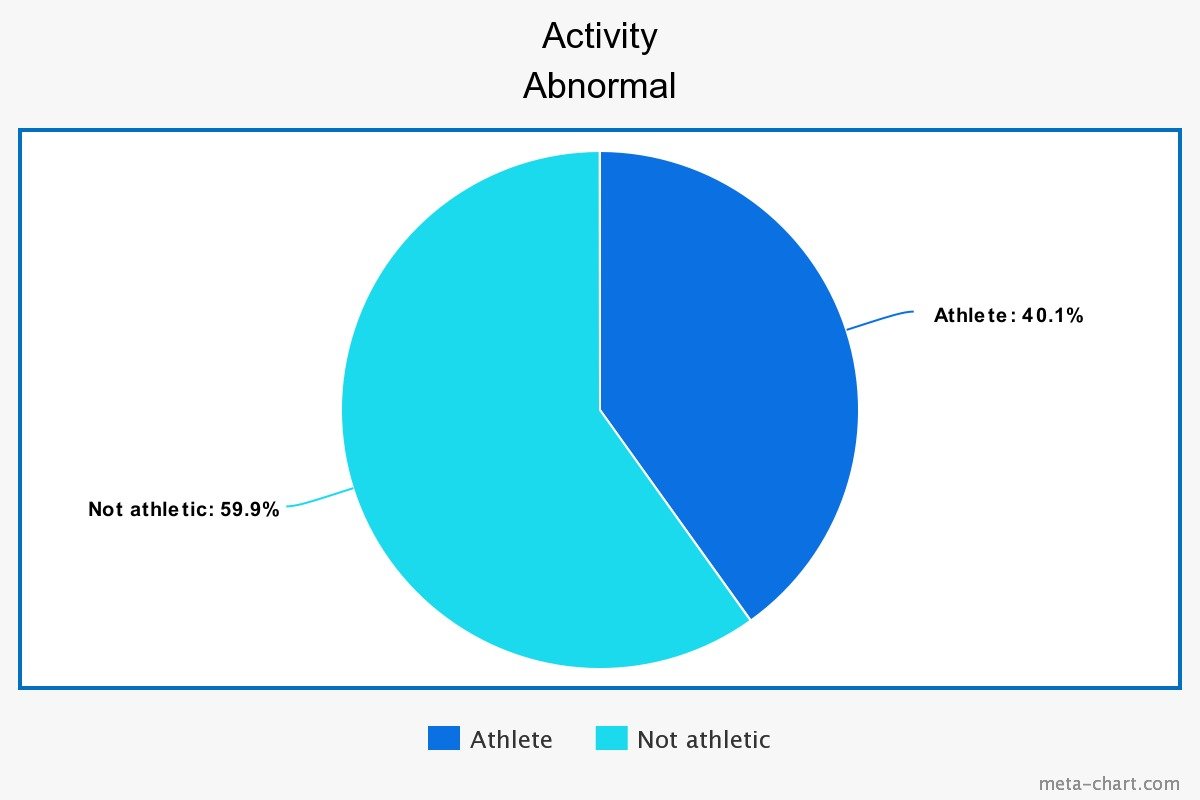 Activity
Abnormal
Athlete: 40.1%
Not athletic: 59.9%
Athlete
Not athletic
meta-chart.com